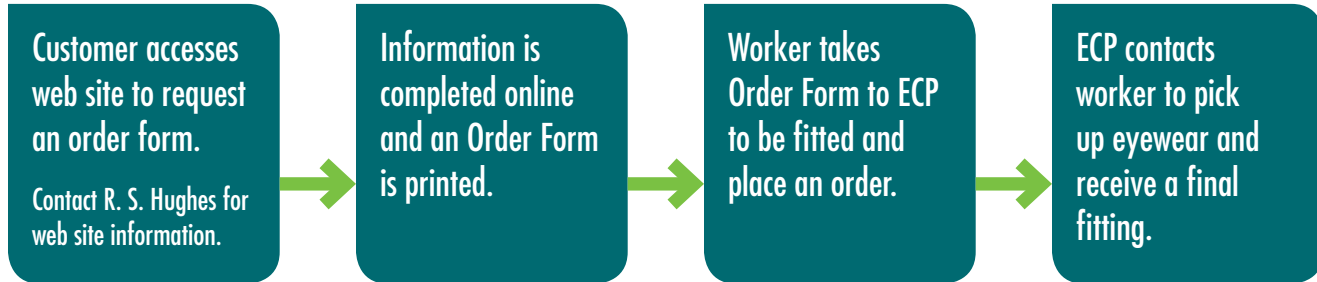 Customer accesses
web site to request
an order form.
Contact R. S. Hughes for
web site information.
Information is
completed online
and an Order Form
is printed.
Worker takes
Order Form to ECP
to be fitted and
place an order.
ECP contacts
worker to pick
up eyewear and
receive a final
fitting.